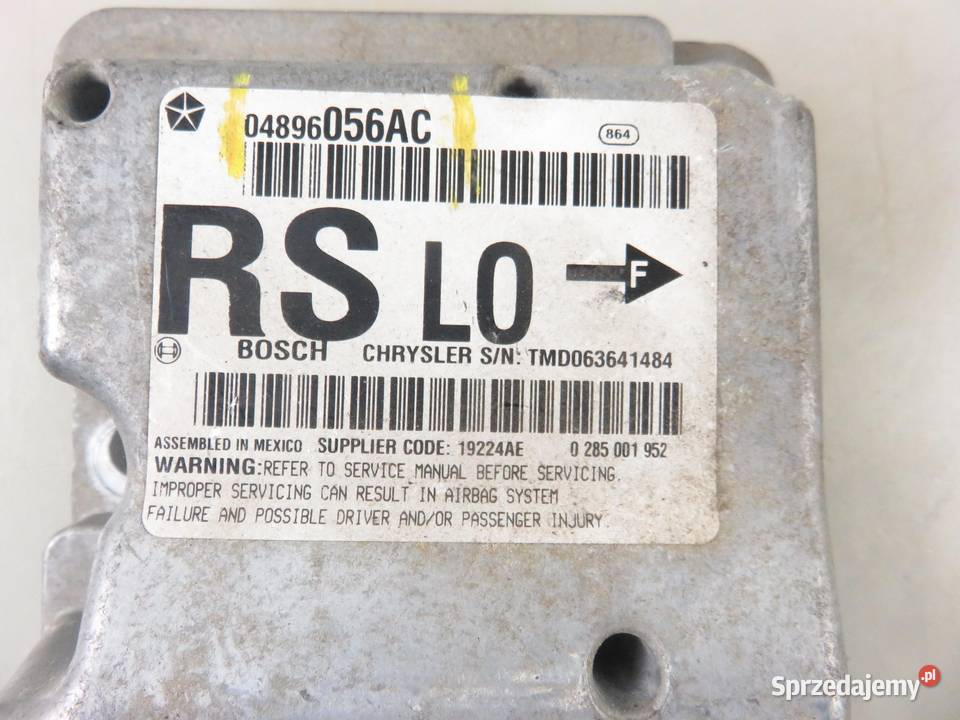 04896056AC 864
RS LO F
BOSCH CHRYSLER S/N: TMD063641484
ASSEMBLED IN MEXICO SUPPLIER CODE: 19224AE 0 285 001 952
WARNING:REFER TO SERVICE MANUAL BEFORE SERVICING.
IMPROPER SERVICING CAN RESULT IN AIRBAG SYSTEM
FAILURE AND POSSIBLE DRIVER AND/OR PASSENGER INJURY.
Sprzedajemy.pl